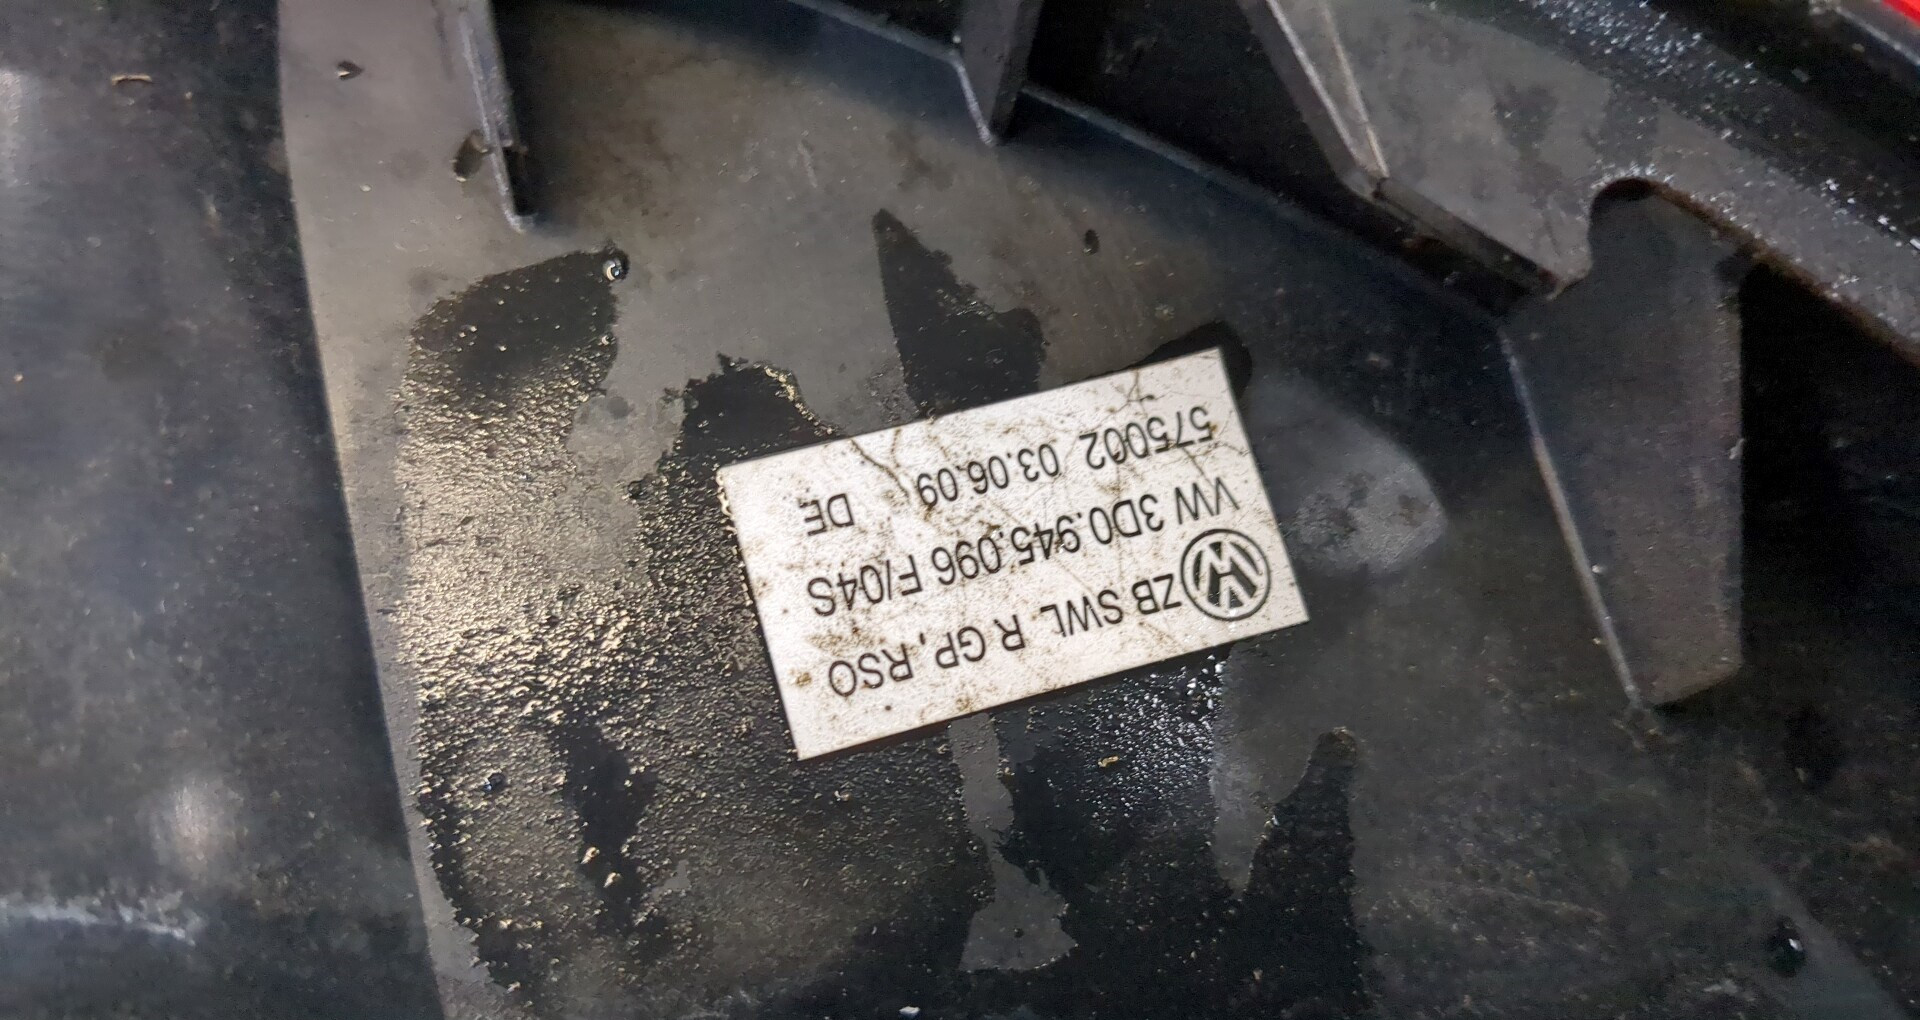 ZB SWL R GP, RSO
VW 3D0.945.096 F/04S
575002 03.06.09 DE